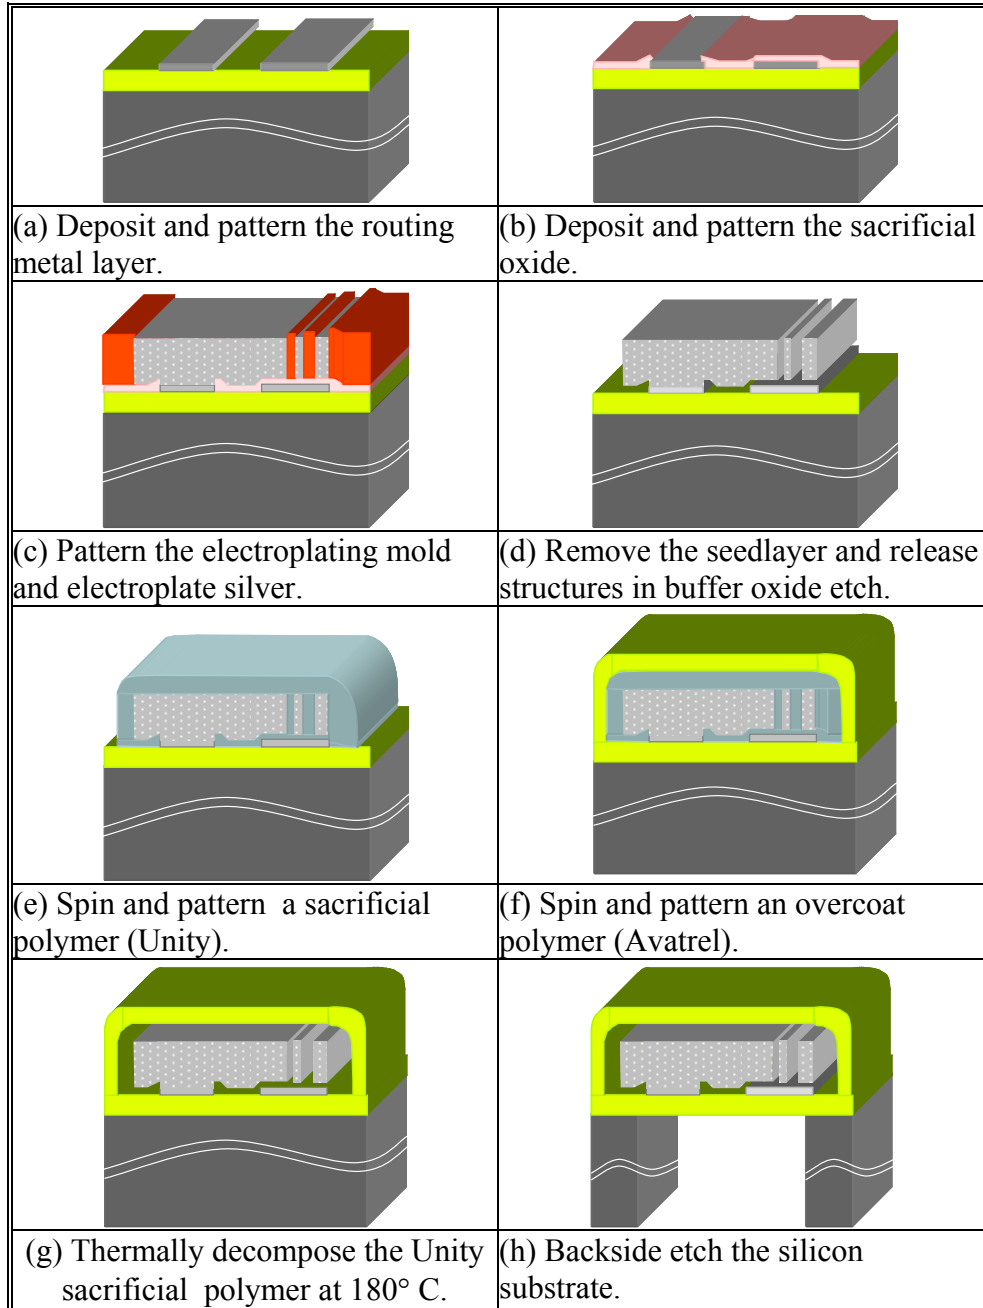 (a) Deposit and pattern the routing
metal layer.
(b) Deposit and pattern the sacrificial
oxide.
(c) Pattern the electroplating mold
and electroplate silver.
(d) Remove the seedlayer and release
structures in buffer oxide etch.
(e) Spin and pattern a sacrificial
polymer (Unity).
(f) Spin and pattern an overcoat
polymer (Avatrel).
(g) Thermally decompose the Unity
sacrificial polymer at 180° C.
(h) Backside etch the silicon
substrate.